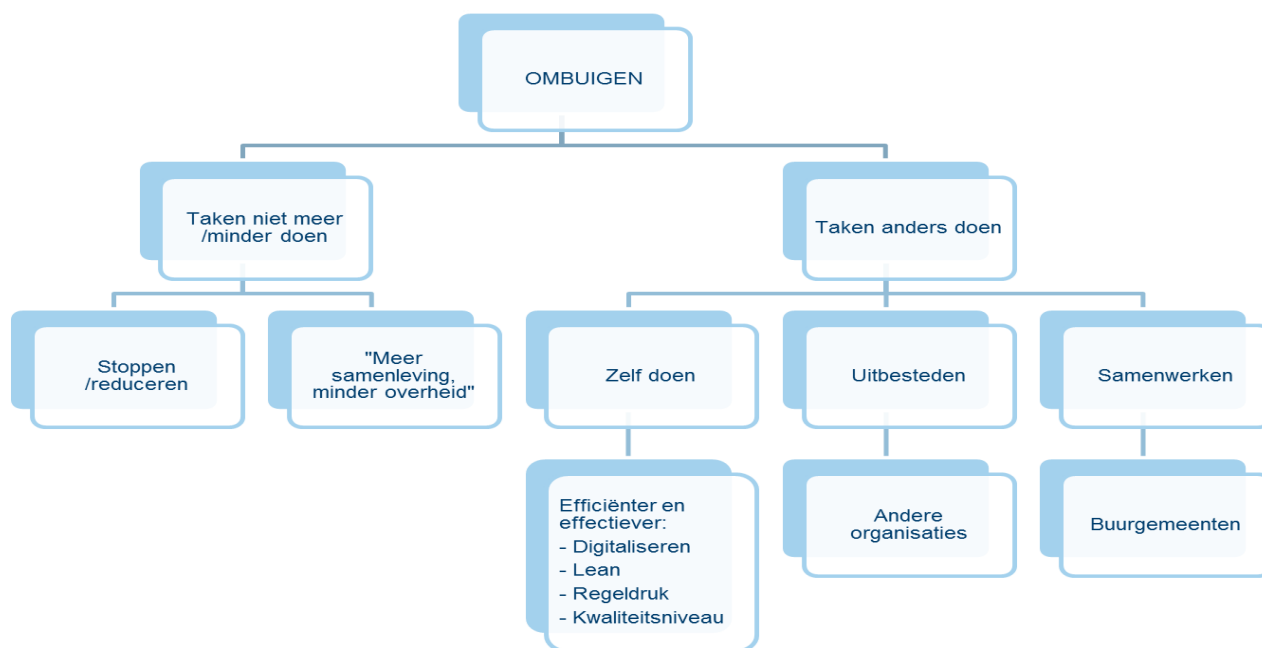 OMBUIGEN
Taken niet meer
/minder doen
Taken anders doen
Stoppen
/reduceren
"Meer
samenleving,
minder overheid"
Zelf doen
Uitbesteden
Samenwerken
Efficiënter en
effectiever:
- Digitaliseren
- Lean
- Regeldruk
- Kwaliteitsniveau
Andere
organisaties
Buurgemeenten